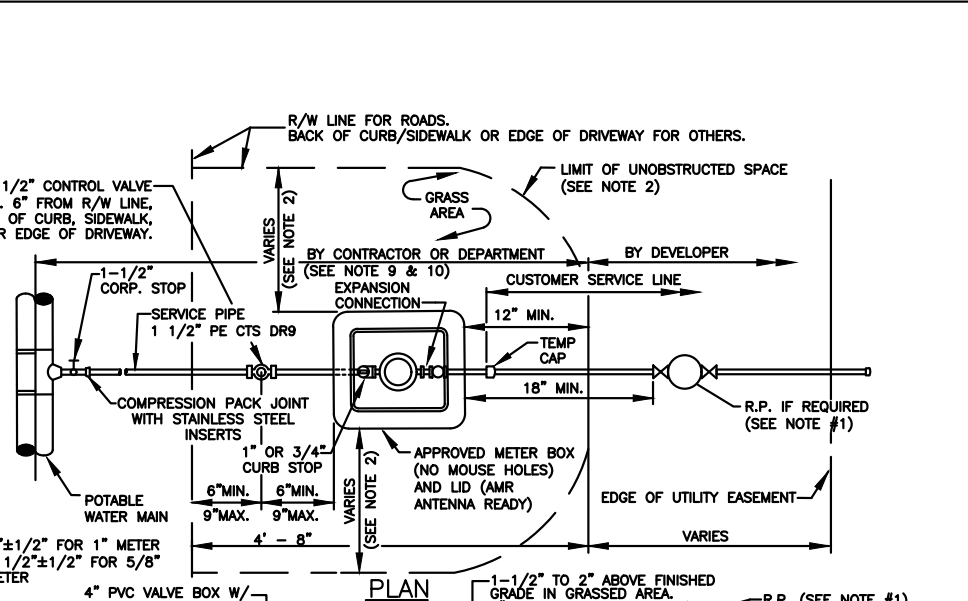 R/W LINE FOR ROADS.
BACK OF CURB/SIDEWALK OR EDGE OF DRIVEWAY FOR OTHERS.
LIMIT OF UNOBSTRUCTED SPACE
(SEE NOTE 2)
1/2" CONTROL VALVE
. 6" FROM R/W LINE,
OF CURB, SIDEWALK,
R EDGE OF DRIVEWAY.
GRASS
AREA
VARIES
(SEE NOTE 2)
BY CONTRACTOR OR DEPARTMENT
(SEE NOTE 9 & 10)
BY DEVELOPER
1-1/2"
CORP. STOP
EXPANSION
CONNECTION
CUSTOMER SERVICE LINE
SERVICE PIPE
1 1/2" PE CTS DR9
12" MIN.
TEMP
CAP
18" MIN.
COMPRESSION PACK JOINT
WITH STAINLESS STEEL
INSERTS
R.P. IF REQUIRED
(SEE NOTE #1)
1" OR 3/4"
CURB STOP
APPROVED METER BOX
(NO MOUSE HOLES)
AND LID (AMR
ANTENNA READY)
VARIES
(SEE NOTE 2)
POTABLE
WATER MAIN
6"MIN.
9"MAX.
6"MIN.
9"MAX.
EDGE OF UTILITY EASEMENT
4' - 8"
VARIES
"±1/2" FOR 1" METER
1/2"±1/2" FOR 5/8"
ETER
4" PVC VALVE BOX W/
PLAN
1-1/2" TO 2" ABOVE FINISHED
GRADE IN GRASSED AREA.
R.P. (SEE NOTE #1)